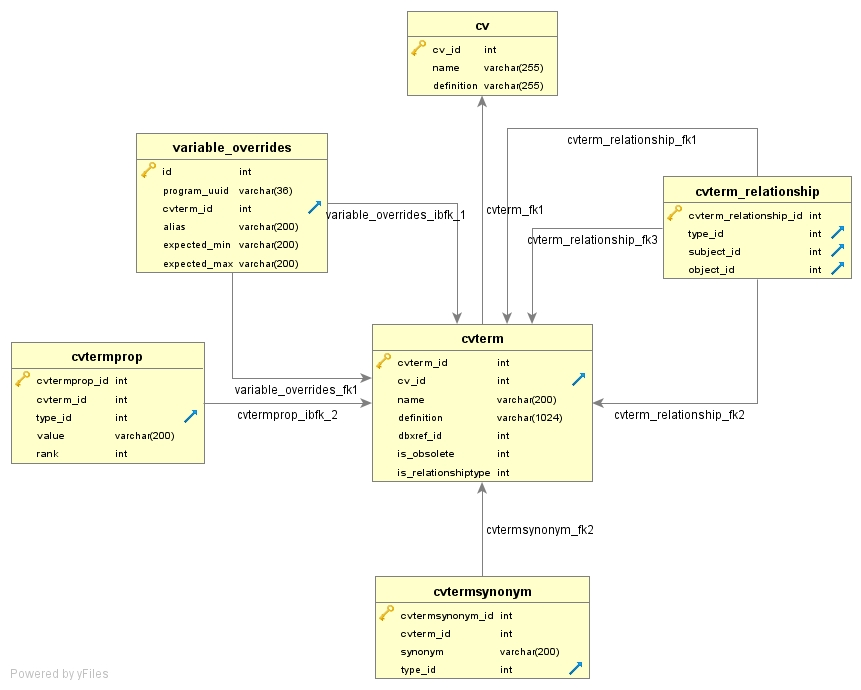 cv
cv_id int
name varchar(255)
definition varchar(255)
variable_overrides
id int
program_uuid varchar(36)
cvterm_id int
alias varchar(200)
expected_min varchar(200)
expected_max varchar(200)
cvterm_relationship_fk1
cvterm_relationship
cvterm_relationship_id int
type_id int
subject_id int
object_id int
variable_overrides_ibfk_1
cvterm_fk1
cvterm_relationship_fk3
cvterm
cvterm_id int
cv_id int
name varchar(200)
definition varchar(1024)
dbxref_id int
is_obsolete int
is_relationshiptype int
cvtermprop
cvtermprop_id int
cvterm_id int
type_id int
value varchar(200)
rank int
variable_overrides_fk1
cvtermprop_ibfk_2
cvterm_relationship_fk2
cvtermsynonym_fk2
cvtermsynonym
cvtermsynonym_id int
cvterm_id int
synonym varchar(200)
type_id int
Powered by yFiles